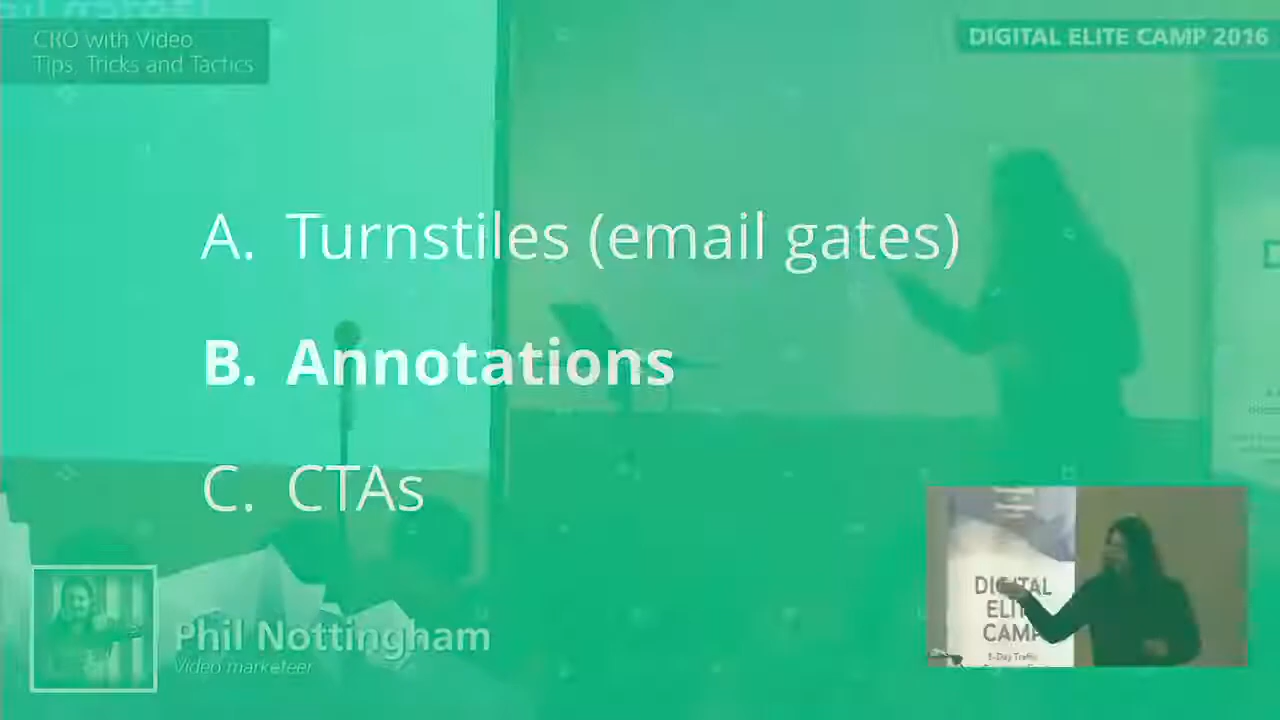 CRO with Video
Tips, Tricks and Tactics
DIGITAL ELITE CAMP 2016
A. Turnstiles (email gates)
B. Annotations
C. CTAs
DIGITAL
ELITE
CAMP
Phil Nottingham
Video marketeer